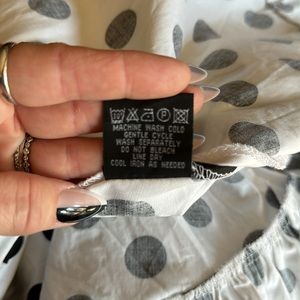 MACHINE WASH COLD
GENTLE CYCLE
WASH SEPARATELY
DO NOT BLEACH
LINE DRY
COOL IRON AS NEEDED